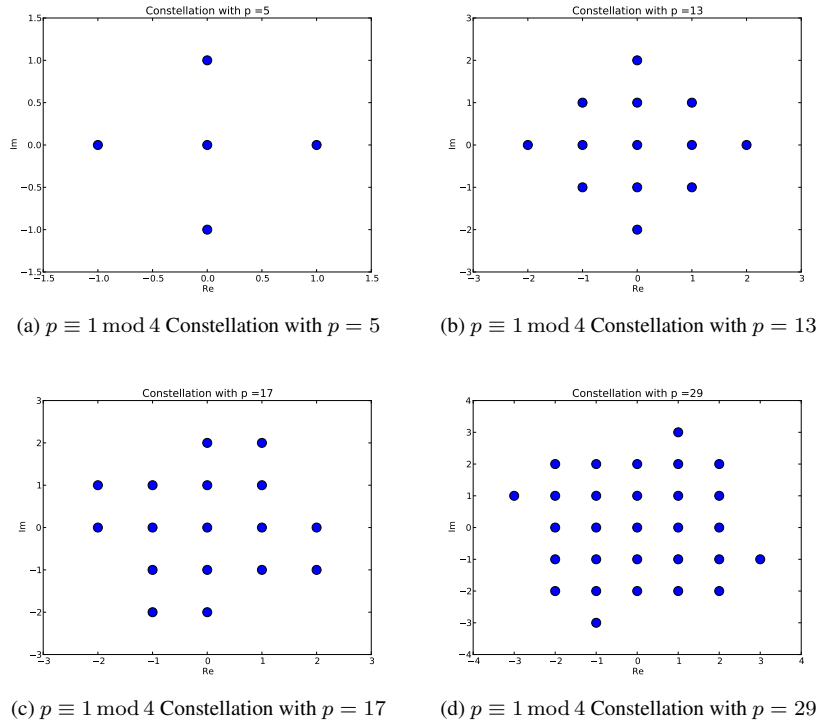 Constellation with p =5
1.5
1.0
0.5
0.0
−0.5
−1.0
−1.5
Im
−1.5 −1.0 −0.5 0.0 0.5 1.0 1.5
Re
(a) p ≡ 1 mod 4 Constellation with p = 5
Constellation with p =13
3
2
1
0
−1
−2
−3
Im
−3 −2 −1 0 1 2 3
Re
(b) p ≡ 1 mod 4 Constellation with p = 13
Constellation with p =17
3
2
1
0
−1
−2
−3
Im
−3 −2 −1 0 1 2 3
Re
(c) p ≡ 1 mod 4 Constellation with p = 17
Constellation with p =29
4
3
2
1
0
−1
−2
−3
−4
Im
−4 −3 −2 −1 0 1 2 3 4
Re
(d) p ≡ 1 mod 4 Constellation with p = 29